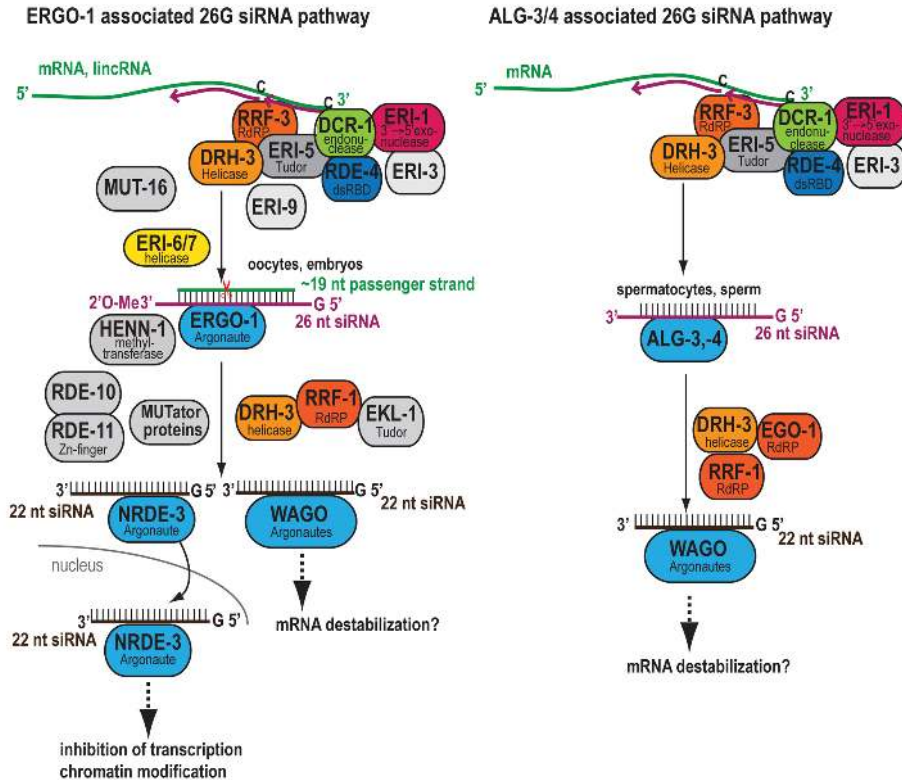 ERGO-1 associated 26G siRNA pathway
mRNA, lincRNA
5'
C
C
3'
RRF-3
RdRP
DCR-1
endonu-
clease
ERI-1
3'→5'exo-
nuclease
DRH-3
Helicase
ERI-5
Tudor
RDE-4
dsRBD
ERI-3
MUT-16
ERI-9
ERI-6/7
helicase
oocytes, embryos
~19 nt passenger strand
2'O-Me3'
G 5'
26 nt siRNA
ERGO-1
Argonaute
HENN-1
methyl-
transferase
RDE-10
RDE-11
Zn-finger
MUTator
proteins
DRH-3
helicase
RRF-1
RdRP
EKL-1
Tudor
3'
G 5'
22 nt siRNA
NRDE-3
Argonaute
3'
G 5'
22 nt siRNA
WAGO
Argonautes
nucleus
3'
G 5'
22 nt siRNA
NRDE-3
Argonaute
mRNA destabilization?
inhibition of transcription
chromatin modification
ALG-3/4 associated 26G siRNA pathway
mRNA
5'
C
C
3'
RRF-3
RdRP
DCR-1
endonu-
clease
ERI-1
3'→5'exo-
nuclease
DRH-3
Helicase
ERI-5
Tudor
RDE-4
dsRBD
ERI-3
spermatocytes, sperm
3'
G 5'
26 nt siRNA
ALG-3,-4
DRH-3
helicase
EGO-1
RdRP
RRF-1
RdRP
3'
G 5'
22 nt siRNA
WAGO
Argonautes
mRNA destabilization?